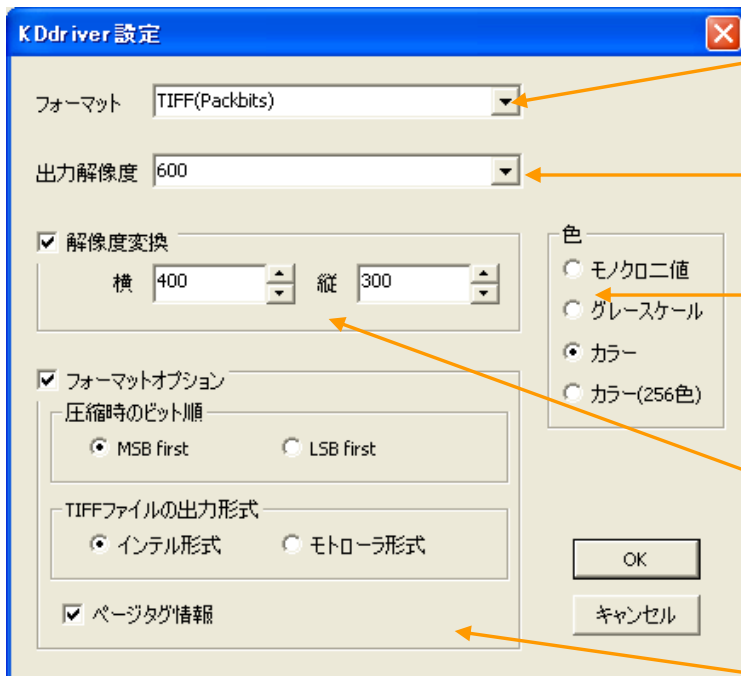 KDdriver設定
フォーマット TIFF(Packbits)
出力解像度 600
解像度変換
横 400 縦 300
色
モノクロ二値
グレースケール
カラー
カラー(256色)
フォーマットオプション
圧縮時のビット順
MSB first LSB first
TIFFファイルの出力形式
インテル形式 モトローラ形式
ページタグ情報
OK
キャンセル